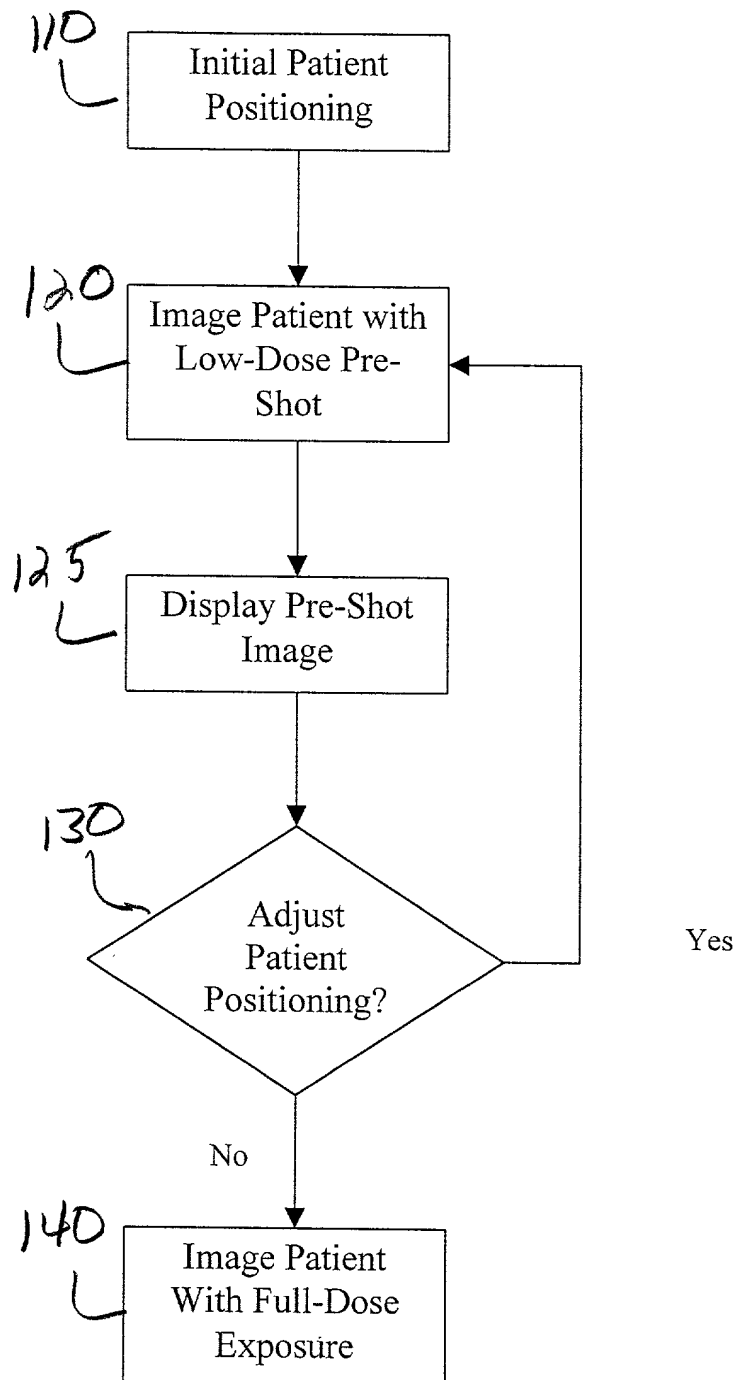 110
Initial Patient
Positioning
120
Image Patient with
Low-Dose Pre-
Shot
125
Display Pre-Shot
Image
130
Adjust
Patient
Positioning?
Yes
No
140
Image Patient
With Full-Dose
Exposure